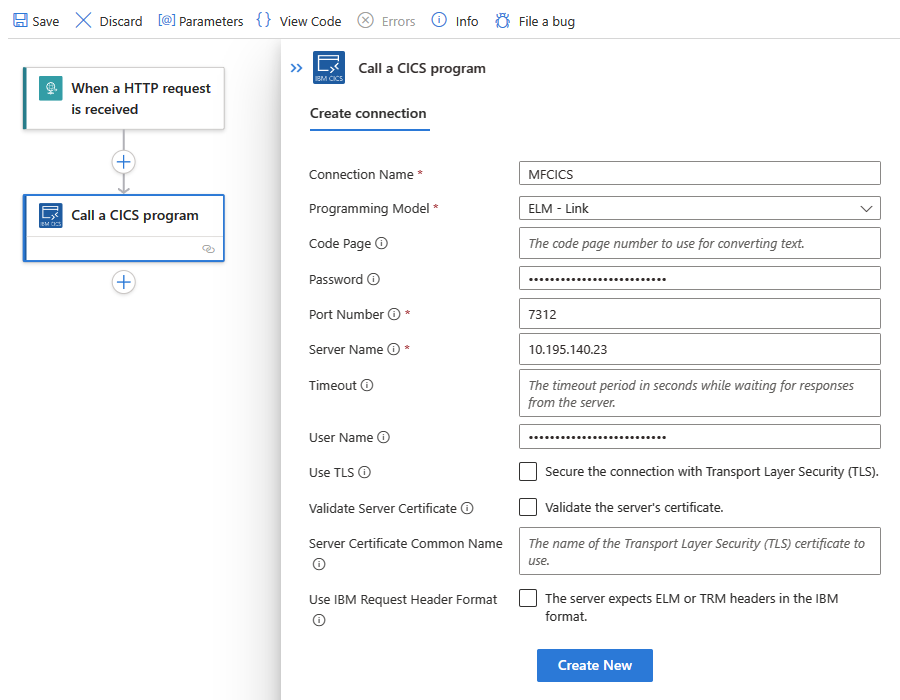 Save Discard Parameters View Code Errors Info File a bug
When a HTTP request
is received
IBM CICS
Call a CICS program
IBM CICS
Call a CICS program
Create connection
Connection Name * MFCICS
Programming Model * ELM - Link
Code Page The code page number to use for converting text.
Password ••••••••••••••••••••••••••
Port Number * 7312
Server Name * 10.195.140.23
Timeout The timeout period in seconds while waiting for responses
from the server.
User Name ••••••••••••••••••••••••••
Use TLS Secure the connection with Transport Layer Security (TLS).
Validate Server Certificate Validate the server's certificate.
Server Certificate Common Name The name of the Transport Layer Security (TLS) certificate to
use.
Use IBM Request Header Format The server expects ELM or TRM headers in the IBM
format.
Create New